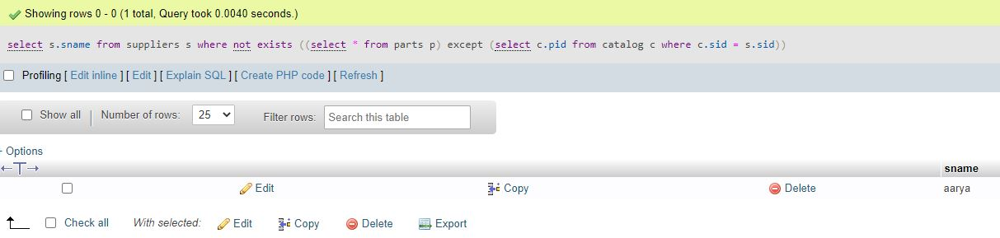 Showing rows 0 - 0 (1 total, Query took 0.0040 seconds.)
select s.sname from suppliers s where not exists ((select * from parts p) except (select c.pid from catalog c where c.sid = s.sid))
Profiling [ Edit inline ] [ Edit ] [ Explain SQL ] [ Create PHP code ] [ Refresh ]
Show all | Number of rows: 25 Filter rows: Search this table
- Options
←T→ sname
Edit Copy Delete aarya
Check all With selected: Edit Copy Delete Export